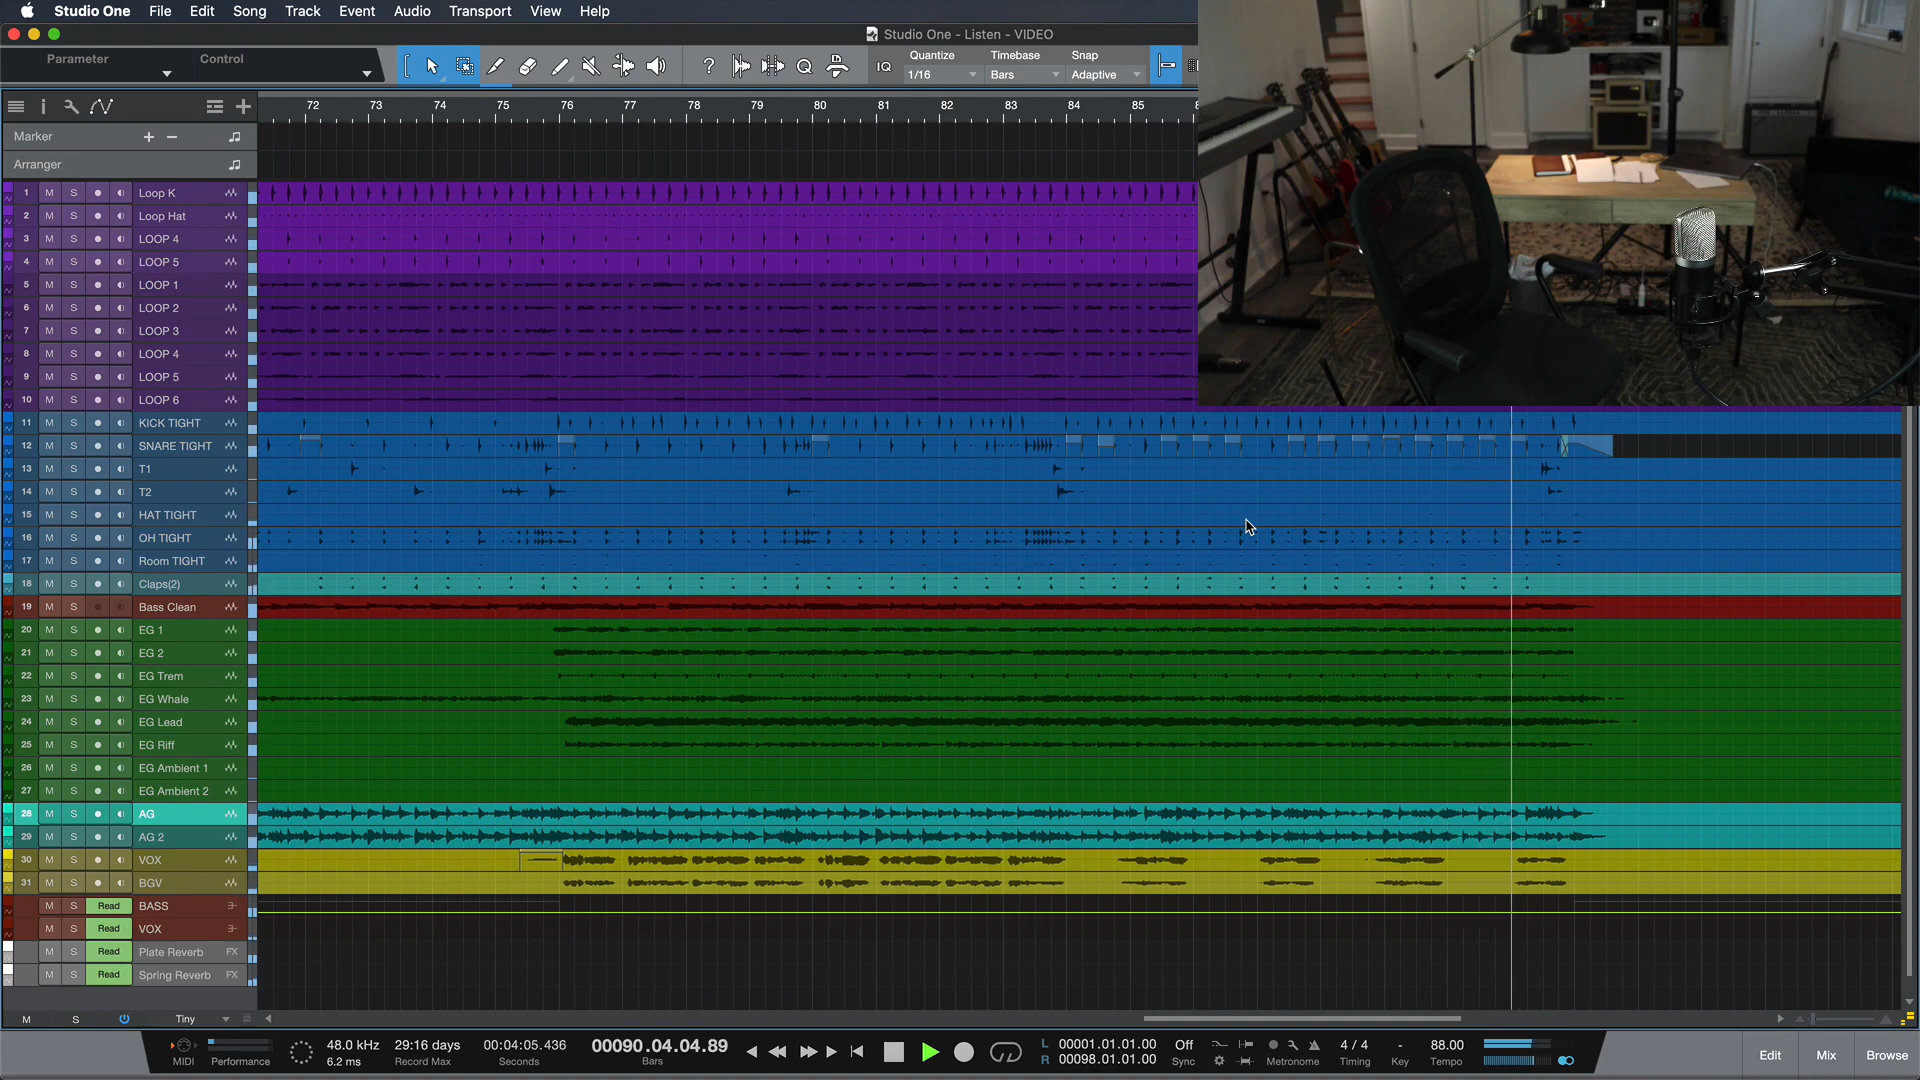 Studio One File Edit Song Track Event Audio Transport View Help
Studio One - Listen - VIDEO
Parameter Control
? IQ Quantize 1/16 Timebase Bars Snap Adaptive
72 73 74 75 76 77 78 79 80 81 82 83 84 85
Marker + −
Arranger
1 M S Loop K
2 M S Loop Hat
3 M S LOOP 4
4 M S LOOP 5
5 M S LOOP 1
6 M S LOOP 2
7 M S LOOP 3
8 M S LOOP 4
9 M S LOOP 5
10 M S LOOP 6
11 M S KICK TIGHT
12 M S SNARE TIGHT
13 M S T1
14 M S T2
15 M S HAT TIGHT
16 M S OH TIGHT
17 M S Room TIGHT
18 M S Claps(2)
19 M S Bass Clean
20 M S EG 1
21 M S EG 2
22 M S EG Trem
23 M S EG Whale
24 M S EG Lead
25 M S EG Riff
26 M S EG Ambient 1
27 M S EG Ambient 2
28 M S AG
29 M S AG 2
30 M S VOX
31 M S BGV
M S Read BASS
M S Read VOX
M S Read Plate Reverb FX
M S Read Spring Reverb FX
M S Tiny
MIDI Performance
48.0 kHz
6.2 ms
29:16 days
Record Max
00:04:05.436
Seconds
00090.04.04.89
Bars
L 00001.01.01.00
R 00098.01.01.00
Off
Sync
Metronome
4 / 4
Timing
-
Key
88.00
Tempo
Edit Mix Browse